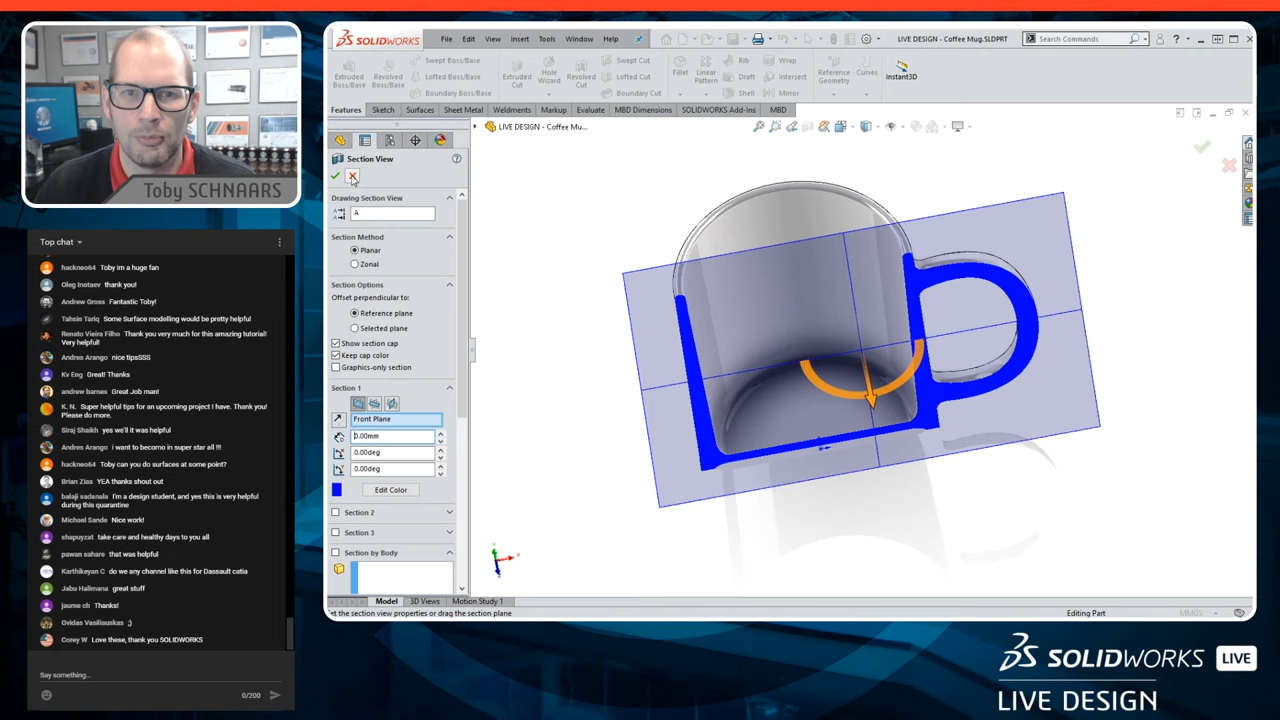 Toby SCHNAARS
Top chat
hackneo64 Toby im a huge fan
Oleg Inotaev thank you!
Andrew Gross Fantastic Toby!
Tahsin Tariq Some Surface modelling would be pretty helpful
Renato Vieira Filho Thank you very much for this amazing tutorial!
Very helpful!
Andres Arango nice tipsSSS
Kv Eng Great! Thanks
andrew barnes Great Job man!
K. N. Super helpful tips for an upcoming project I have. Thank you!
Please do more.
Siraj Shaikh yes we'll it was helpful
Andres Arango i want to becomo in super star all !!!
hackneo64 Toby can you do surfaces at some point?
Brian Zias YEA thanks shout out
balaji sadanala I'm a design student, and yes this is very helpful
during this quarantine
Michael Sande Nice work!
shapuyzat take care and healthy days to you all
pawan sahare that was helpful
Karthikeyan C do we any channel like this for Dassault catia
Jabu Halimana great stuff
jaume ch Thanks!
Gvidas Vasiliauskas ;)
Corey W Love these, thank you SOLIDWORKS
Say something...
0/200
SOLIDWORKS
File Edit View Insert Tools Window Help
LIVE DESIGN - Coffee Mug.SLDPRT
Search Commands
Extruded Boss/Base
Revolved Boss/Base
Swept Boss/Base
Lofted Boss/Base
Boundary Boss/Base
Extruded Cut
Hole Wizard
Revolved Cut
Swept Cut
Lofted Cut
Boundary Cut
Fillet
Linear Pattern
Rib
Draft
Shell
Wrap
Intersect
Mirror
Reference Geometry
Curves
Instant3D
Features Sketch Surfaces Sheet Metal Weldments Markup Evaluate MBD Dimensions SOLIDWORKS Add-Ins MBD
LIVE DESIGN - Coffee Mu...
Section View
Drawing Section View
A
Section Method
Planar
Zonal
Section Options
Offset perpendicular to:
Reference plane
Selected plane
Show section cap
Keep cap color
Graphics-only section
Section 1
Front Plane
0.00mm
0.00deg
0.00deg
Edit Color
Section 2
Section 3
Section by Body
Model 3D Views Motion Study 1
et the section view properties or drag the section plane
Editing Part
MMGS
SOLIDWORKS LIVE
LIVE DESIGN